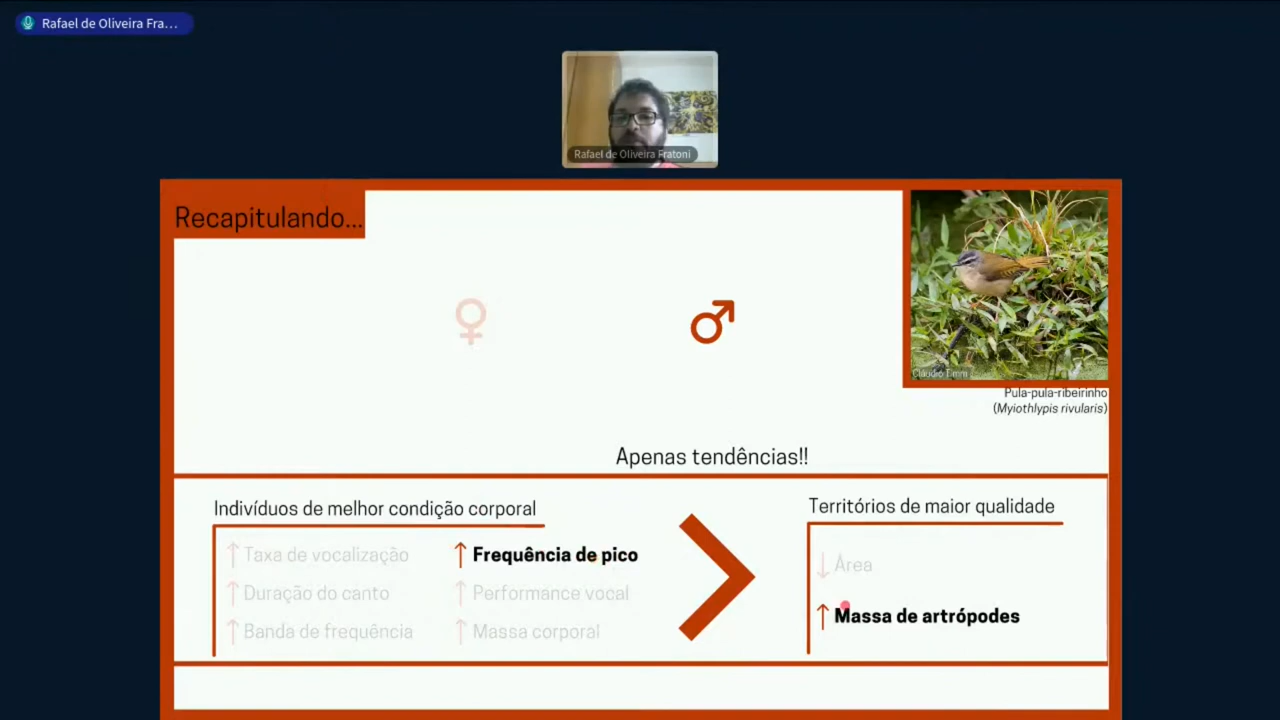 Rafael de Oliveira Fra...
Rafael de Oliveira Fratoni
Recapitulando...
Cláudio Timm
Pula-pula-ribeirinho
(Myiothlypis rivularis)
Apenas tendências!!
Indivíduos de melhor condição corporal
↑ Taxa de vocalização
↑ Frequência de pico
↑ Duração do canto
↑ Performance vocal
↑ Banda de frequência
↑ Massa corporal
Territórios de maior qualidade
↓ Área
↑ Massa de artrópodes